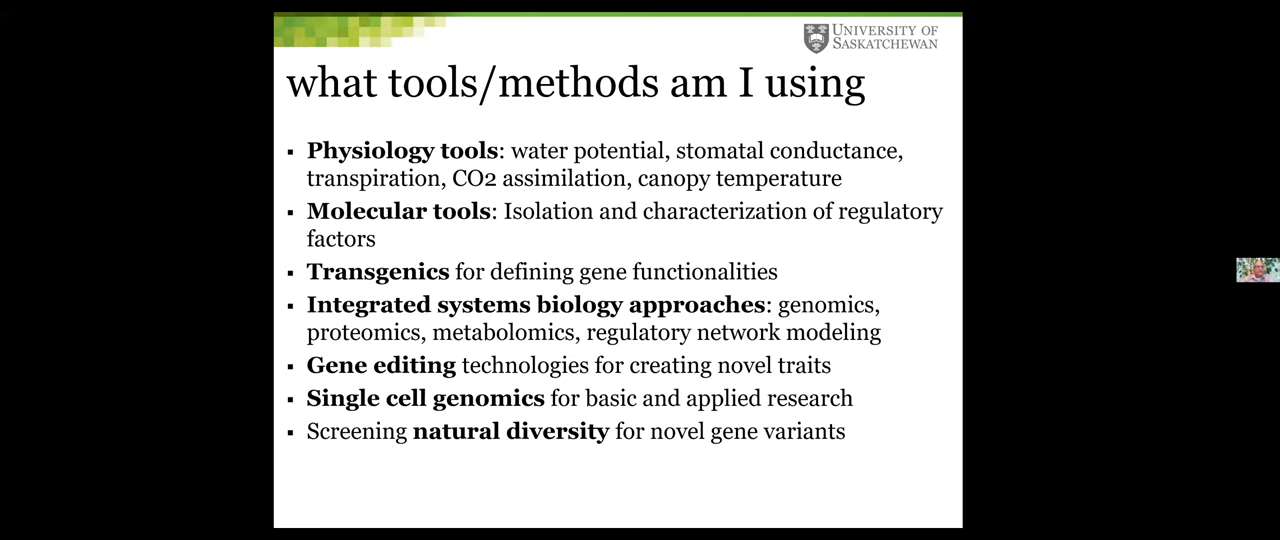 UNIVERSITY OF
SASKATCHEWAN
what tools/methods am I using
▪ Physiology tools: water potential, stomatal conductance,
transpiration, CO2 assimilation, canopy temperature
▪ Molecular tools: Isolation and characterization of regulatory
factors
▪ Transgenics for defining gene functionalities
▪ Integrated systems biology approaches: genomics,
proteomics, metabolomics, regulatory network modeling
▪ Gene editing technologies for creating novel traits
▪ Single cell genomics for basic and applied research
▪ Screening natural diversity for novel gene variants